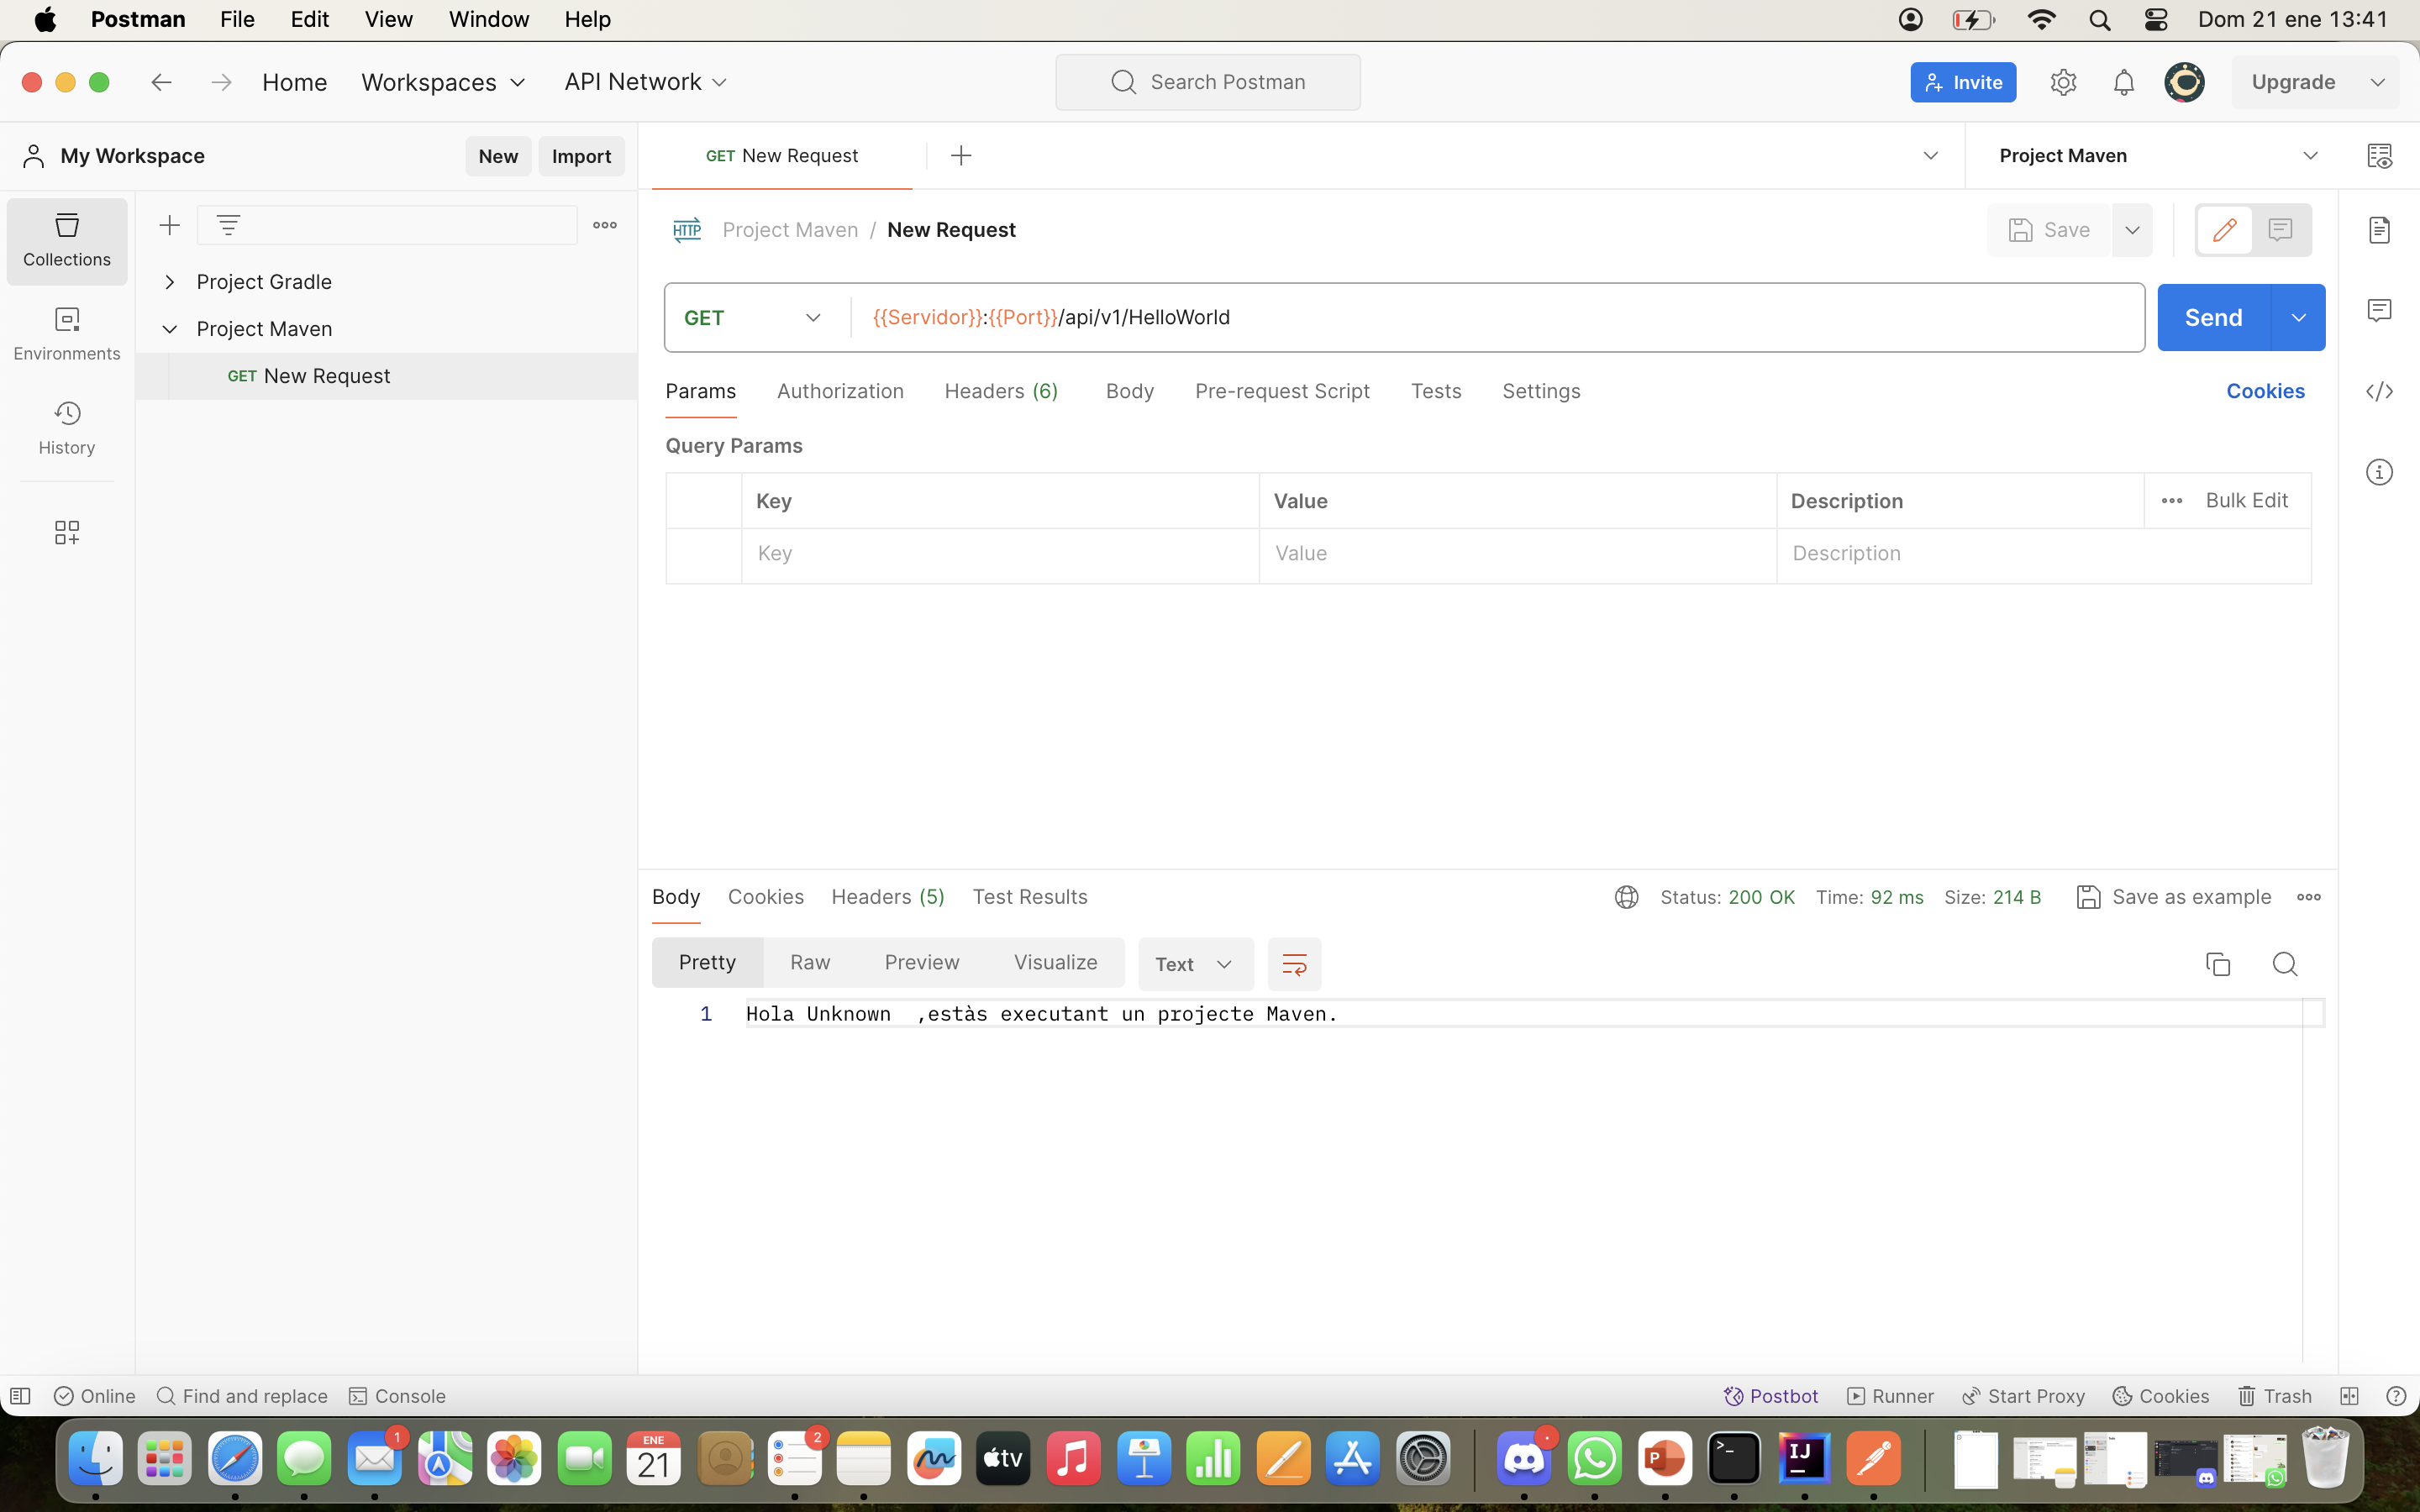 Postman File Edit View Window Help Dom 21 ene 13:41
Home Workspaces API Network Search Postman Invite Upgrade
My Workspace New Import GET New Request Project Maven
Collections
Environments
History
Project Gradle
Project Maven
GET New Request
HTTP Project Maven / New Request Save
GET {{Servidor}}:{{Port}}/api/v1/HelloWorld Send
Params Authorization Headers (6) Body Pre-request Script Tests Settings Cookies
Query Params
Key Value Description Bulk Edit
Key Value Description
Body Cookies Headers (5) Test Results Status: 200 OK Time: 92 ms Size: 214 B Save as example
Pretty Raw Preview Visualize Text
1 Hola Unknown  ,estàs executant un projecte Maven.
Online Find and replace Console Postbot Runner Start Proxy Cookies Trash
1 ENE 21 2 tv P >_ IJ